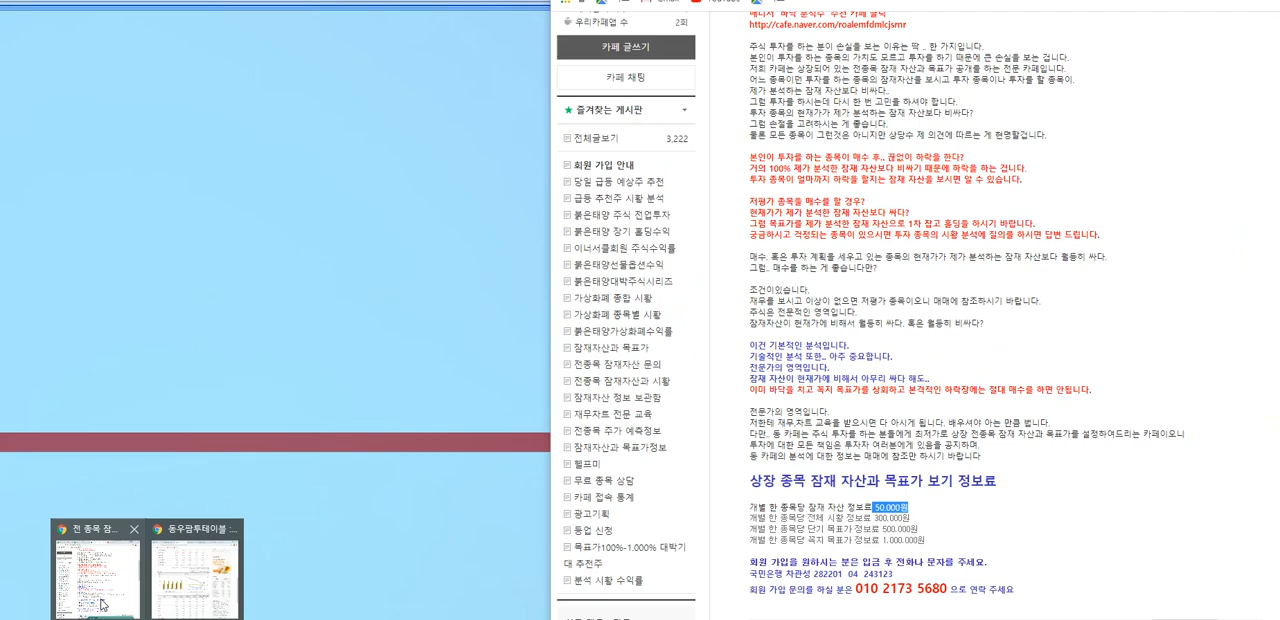 http://cafe.naver.com/roalemfdmlcjsrnr
우리카페앱 수 2회
카페 글쓰기
카페 채팅
★ 즐겨찾는 게시판
전체글보기 3,222
회원 가입 안내
당일 급등 예상주 추천
급등 추천주 시황 분석
붉은태양 주식 전업투자
붉은태양 장기 홀딩수익
이너서클회원 주식수익률
붉은태양선물옵션수익
붉은태양대박주식시리즈
가상화폐 종합 시황
가상화폐 종목별 시황
붉은태양가상화폐수익률
잠재자산과 목표가
전종목 잠재자산 문의
전종목 잠재자산과 시황
잠재자산 정보 보관함
재무차트 전문 교육
전종목 주가 예측정보
잠재자산과 목표가정보
헬프미
무료 종목 상담
카페 접속 통계
광고기획
등업 신청
목표가100%-1.000% 대박기
대 추천주
분석 시황 수익률
주식 투자를 하는 분이 손실을 보는 이유는 딱 .. 한 가지입니다.
본인이 투자를 하는 종목의 가치도 모르고 투자를 하기 때문에 큰 손실을 보는 겁니다.
저희 카페는 상장되어 있는 전종목 잠재 자산과 목표가 공개를 하는 전문 카페입니다.
어느 종목이던 투자를 하는 종목의 잠재자산을 보시고 투자 종목이나 투자를 할 종목이.
제가 분석하는 잠재 자산보다 비싸다..
그럼 투자를 하시는데 다시 한 번 고민을 하셔야 합니다.
투자 종목의 현재가가 제가 분석하는 잠재 자산보다 비싸다?
그럼 손절을 고려하시는 게 좋습니다.
물론 모든 종목이 그런것은 아니지만 상당수 제 의견에 따르는 게 현명할겁니다.
본인이 투자를 하는 종목이 매수 후.. 끊없이 하락을 한다?
거의 100% 제가 분석한 잠재 자산보다 비싸기 때문에 하락을 하는 겁니다.
투자 종목이 얼마까지 하락을 할지는 잠재 자산을 보시면 알 수 있습니다.
저평가 종목을 매수를 할 경우?
현재가가 제가 분석한 잠재 자산보다 싸다?
그럼 목표가를 제가 분석한 잠재 자산으로 1차 잡고 홀딩을 하시기 바랍니다.
궁금하시고 걱정되는 종목이 있으시면 투자 종목의 시황 분석에 질의를 하시면 답변 드립니다.
매수. 혹은 투자 계획을 세우고 있는 종목의 현재가가 제가 분석하는 잠재 자산보다 월등히 싸다.
그럼.. 매수를 하는 게 좋습니다만?
조건이있습니다.
재무를 보시고 이상이 없으면 저평가 종목이오니 매매에 참조하시기 바랍니다.
주식은 전문적인 영역입니다.
잠재자산이 현재가에 비해서 월등히 싸다. 혹은 월등히 비싸다?
이건 기본적인 분석입니다.
기술적인 분석 또한.. 아주 중요합니다.
전문가의 영역입니다.
잠재 자산이 현재가에 비해서 아무리 싸다 해도..
이미 바닥을 치고 꼭지 목표가를 상회하고 본격적인 하락장에는 절대 매수를 하면 안됩니다.
전문가의 영역입니다.
저한테 재무.차트 교육을 받으시면 다 아시게 됩니다. 배우셔야 아는 만큼 법니다.
다만.. 동 카페는 주식 투자를 하는 분들에게 최저가로 상장 전종목 잠재 자산과 목표가를 설정하여드리는 카페이오니
투자에 대한 모든 책임은 투자자 여러분에게 있음을 공지하며.
동 카페의 분석에 대한 정보는 매매에 참조만 하시기 바랍니다
상장 종목 잠재 자산과 목표가 보기 정보료
개별 한 종목당 잠재 자산 정보료 50.000원
개별 한 종목당 전체 시황 정보료 300.000원
개별 한 종목당 단기 목표가 정보료 500.000원
개별 한 종목당 꼭지 목표가 정보료 1.000.000원
회원 가입을 원하시는 분은 입금 후 전화나 문자를 주세요.
국민은행 차관성 282201 04 243123
회원 가입 문의를 하실 분은 010 2173 5680 으로 연락 주세요
전 종목 잠...
동우팜투테이블 :...